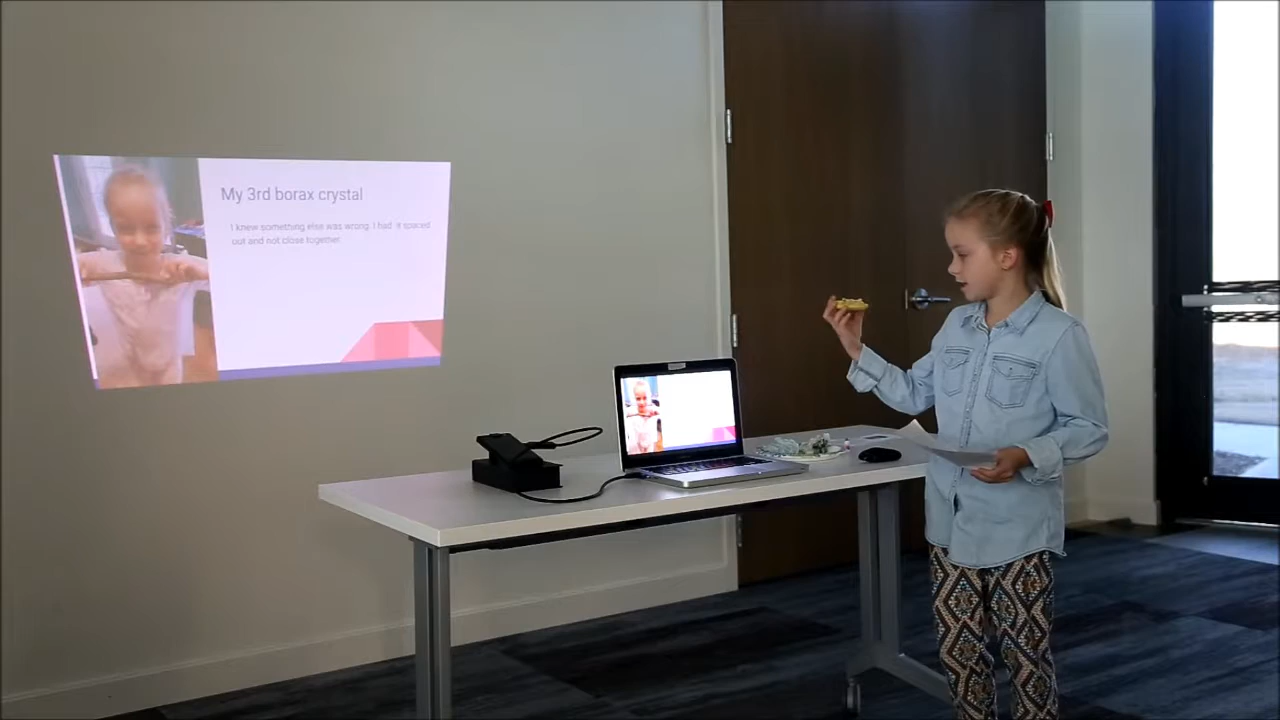 My 3rd borax crystal
I knew something else was wrong. I had it spaced
out and not close together.